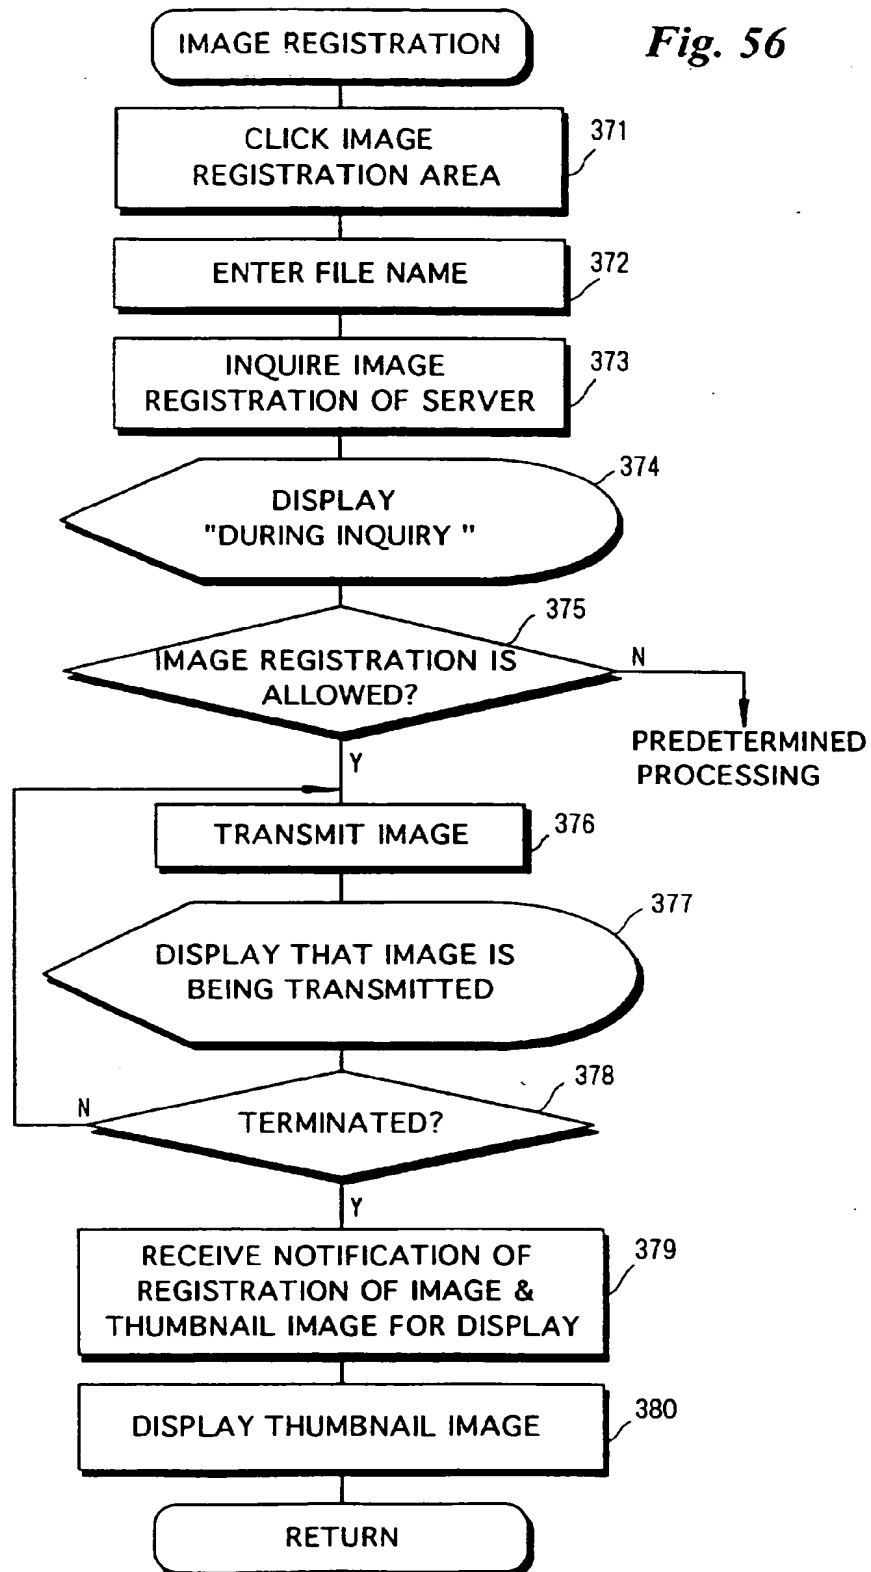 IMAGE REGISTRATION
Fig. 56
CLICK IMAGE
REGISTRATION AREA
371
ENTER FILE NAME
372
INQUIRE IMAGE
REGISTRATION OF SERVER
373
DISPLAY
"DURING INQUIRY "
374
IMAGE REGISTRATION IS
ALLOWED?
375
N
PREDETERMINED
PROCESSING
Y
TRANSMIT IMAGE
376
DISPLAY THAT IMAGE IS
BEING TRANSMITTED
377
TERMINATED?
378
N
Y
RECEIVE NOTIFICATION OF
REGISTRATION OF IMAGE &
THUMBNAIL IMAGE FOR DISPLAY
379
DISPLAY THUMBNAIL IMAGE
380
RETURN